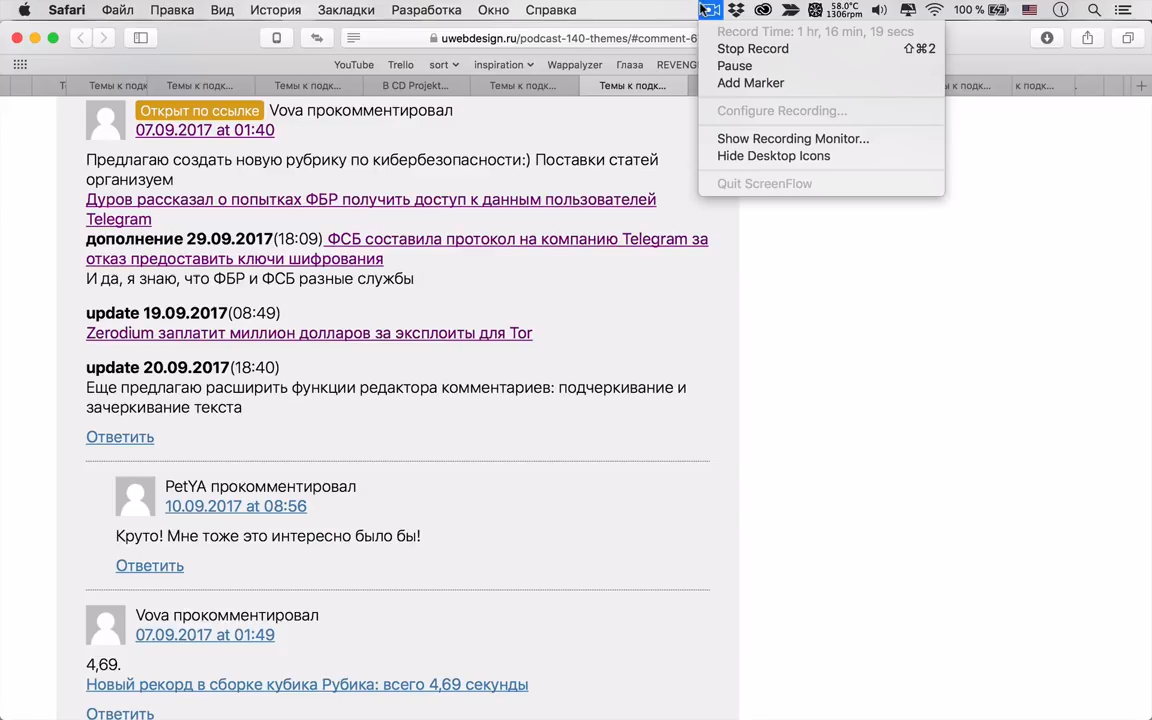 Safari Файл Правка Вид История Закладки Разработка Окно Справка
58.0°C
1306rpm
100 %
uwebdesign.ru/podcast-140-themes/#comment-6
YouTube Trello sort inspiration Wappalyzer Глаза REVENG
Темы к подк Темы к подк... Темы к подк... В CD Projekt... Темы к подк... Темы к подк... к подк... к подк...
Record Time: 1 hr, 16 min, 19 secs
Stop Record ⇧⌘2
Pause
Add Marker
Configure Recording...
Show Recording Monitor...
Hide Desktop Icons
Quit ScreenFlow
Открыт по ссылке Vova прокомментировал
07.09.2017 at 01:40
Предлагаю создать новую рубрику по кибербезопасности:) Поставки статей
организуем
Дуров рассказал о попытках ФБР получить доступ к данным пользователей
Telegram
дополнение 29.09.2017(18:09) ФСБ составила протокол на компанию Telegram за
отказ предоставить ключи шифрования
И да, я знаю, что ФБР и ФСБ разные службы
update 19.09.2017(08:49)
Zerodium заплатит миллион долларов за эксплоиты для Tor
update 20.09.2017(18:40)
Еще предлагаю расширить функции редактора комментариев: подчеркивание и
зачеркивание текста
Ответить
PetYA прокомментировал
10.09.2017 at 08:56
Круто! Мне тоже это интересно было бы!
Ответить
Vova прокомментировал
07.09.2017 at 01:49
4,69.
Новый рекорд в сборке кубика Рубика: всего 4,69 секунды
Ответить